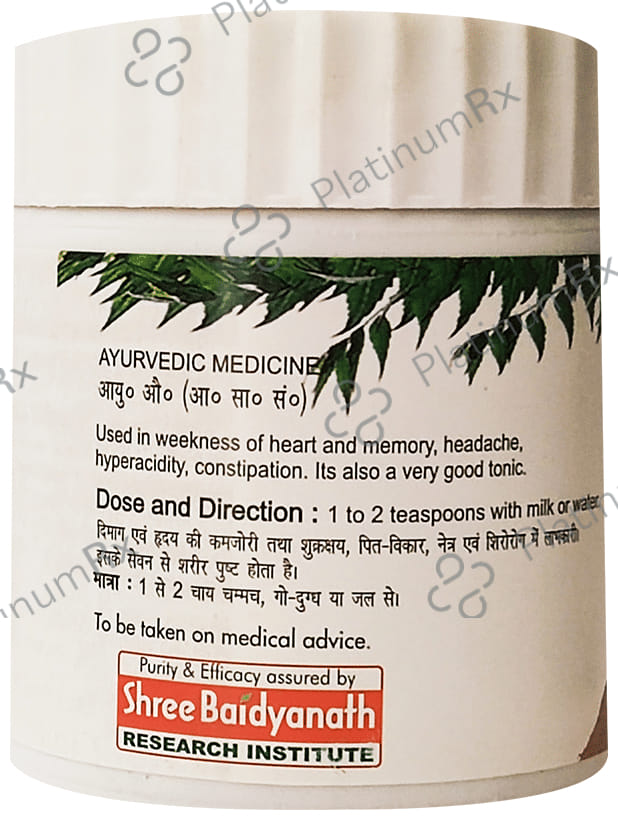 PlatinumRx
PlatinumRx
AYURVEDIC MEDICINE
आयु० औ० (आ० सा० सं०)
PlatinumRx
Rx
Used in weekness of heart and memory, headache,
hyperacidity, constipation. Its also a very good tonic.
Dose and Direction : 1 to 2 teaspoons with milk or water.
दिमाग एवं हृदय की कमजोरी तथा शुक्रक्षय, पित-विकार, नेत्र एवं शिरोरोग में लाभकारी
इसके सेवन से शरीर पुष्ट होता है।
मात्रा : 1 से 2 चाय चम्मच, गो-दुग्ध या जल से।
To be taken on medical advice.
Purity & Efficacy assured by
Shree Baidyanath
RESEARCH INSTITUTE